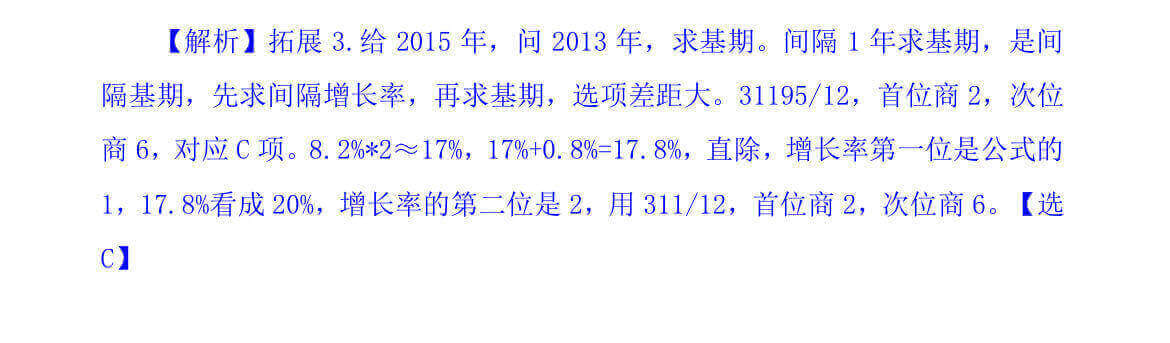 【解析】拓展 3.给 2015 年，问 2013 年，求基期。间隔 1 年求基期，是间
隔基期，先求间隔增长率，再求基期，选项差距大。31195/12，首位商 2，次位
商 6，对应 C 项。8.2%*2≈17%，17%+0.8%=17.8%，直除，增长率第一位是公式的
1，17.8%看成 20%，增长率的第二位是 2，用 311/12，首位商 2，次位商 6。【选
C】